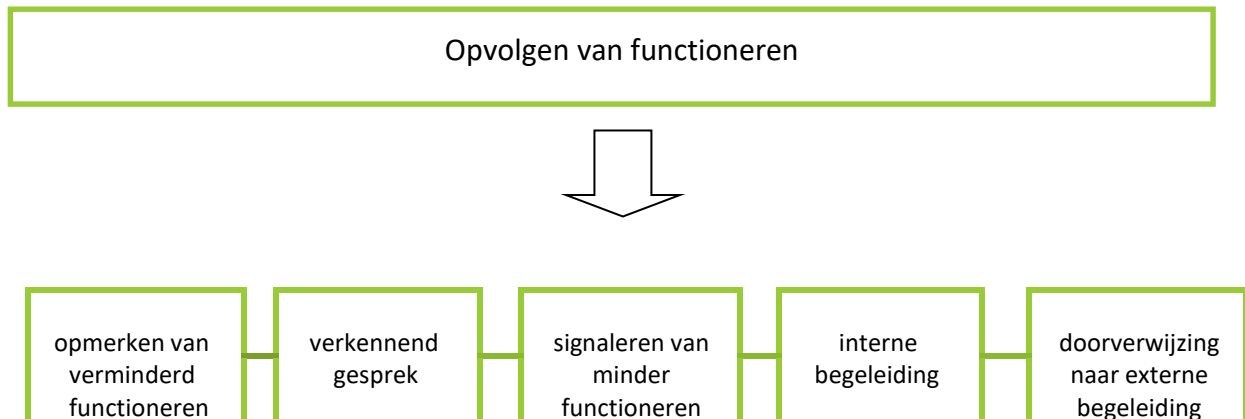 Opvolgen van functioneren
opmerken van
verminderd
functioneren
verkennend
gesprek
signaleren van
minder
functioneren
interne
begeleiding
doorverwijzing
naar externe
begeleiding